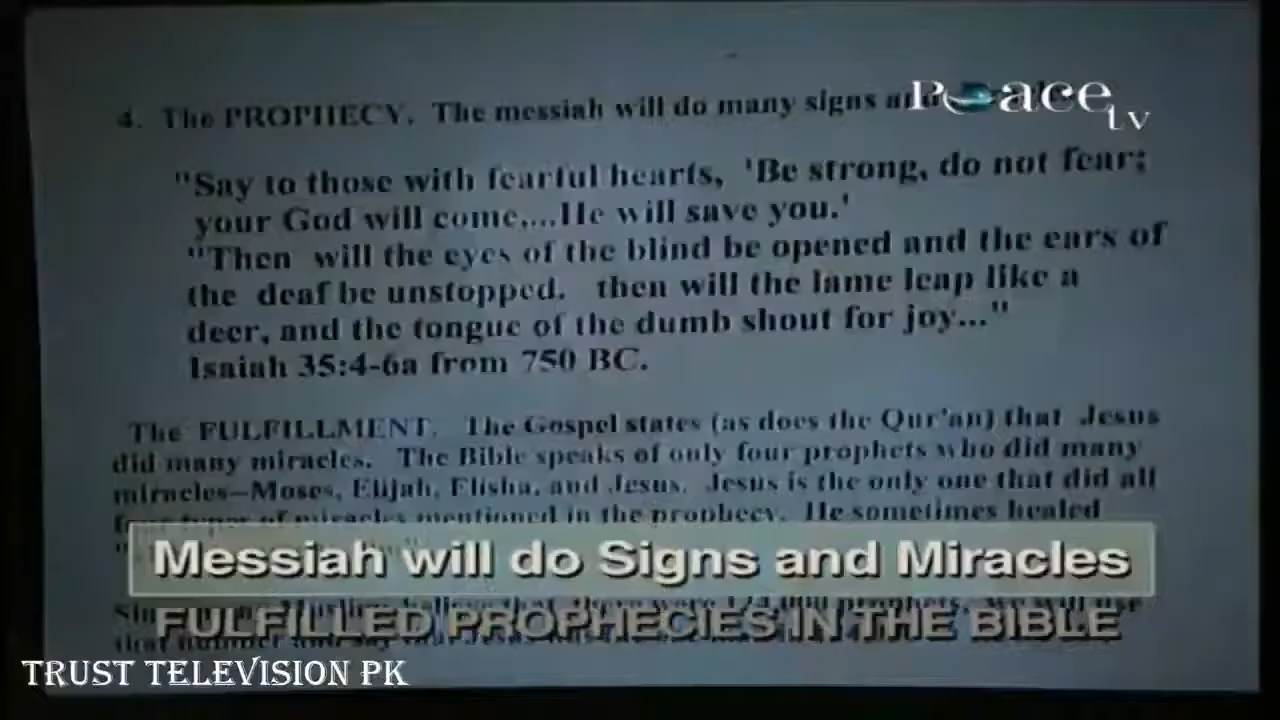 4. The PROPHECY. The messiah will do many signs and
Peace
tv
"Say to those with fearful hearts, 'Be strong, do not fear;
your God will come....He will save you.'
"Then will the eyes of the blind be opened and the ears of
the deaf be unstopped. then will the lame leap like a
deer, and the tongue of the dumb shout for joy..."
Isaiah 35:4-6a from 750 BC.
The FULFILLMENT. The Gospel states (as does the Qur'an) that Jesus
did many miracles. The Bible speaks of only four prophets who did many
miracles—Moses, Elijah, Elisha, and Jesus. Jesus is the only one that did all
four types of miracles mentioned in the prophecy. He sometimes healed
Messiah will do Signs and Miracles
FULFILLED PROPHECIES IN THE BIBLE
TRUST TELEVISION PK